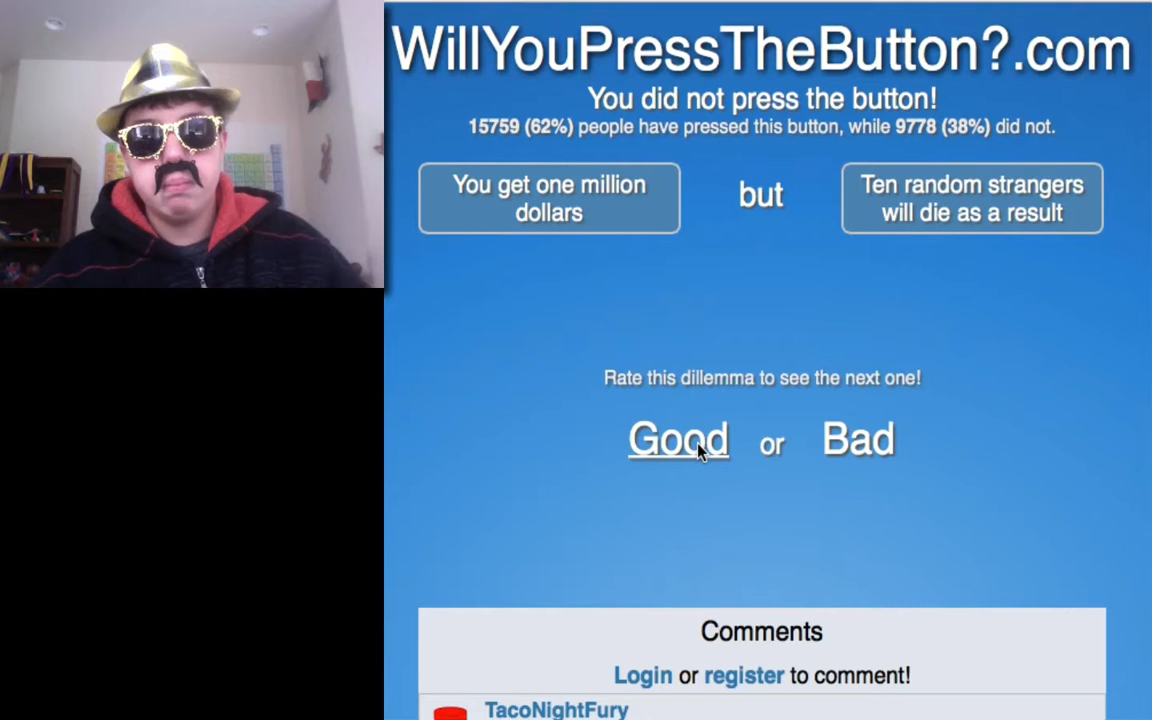 WillYouPressTheButton?.com
You did not press the button!
15759 (62%) people have pressed this button, while 9778 (38%) did not.
You get one million
dollars
but
Ten random strangers
will die as a result
Rate this dillemma to see the next one!
Good or Bad
Comments
Login or register to comment!
TacoNightFury